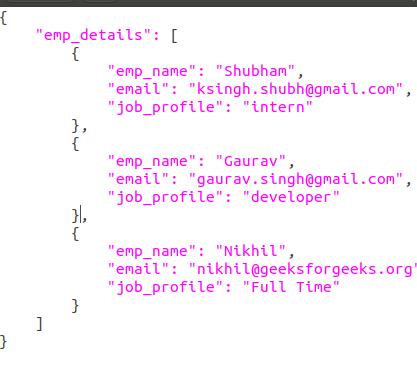 {
    "emp_details": [
        {
            "emp_name": "Shubham",
            "email": "ksingh.shubh@gmail.com",
            "job_profile": "intern"
        },
        {
            "emp_name": "Gaurav",
            "email": "gaurav.singh@gmail.com",
            "job_profile": "developer"
        },
        {
            "emp_name": "Nikhil",
            "email": "nikhil@geeksforgeeks.org"
            "job_profile": "Full Time"
        }
    ]
}